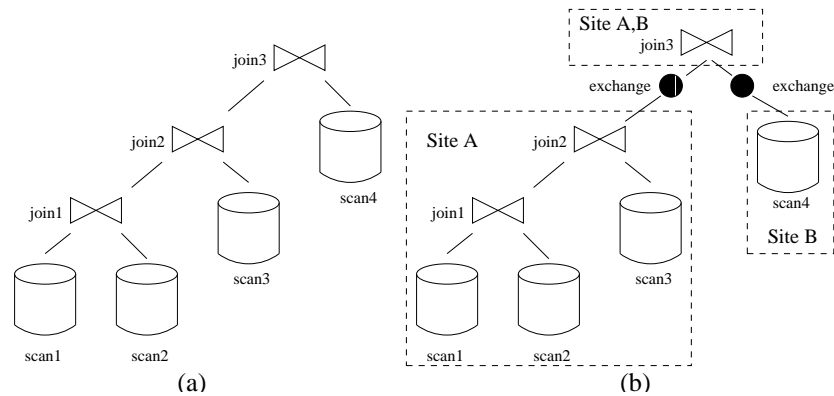 join3
join2
scan4
join1
scan3
scan1
scan2
(a)
Site A,B
join3
exchange
exchange
Site A
join2
scan4
join1
Site B
scan3
scan1
scan2
(b)